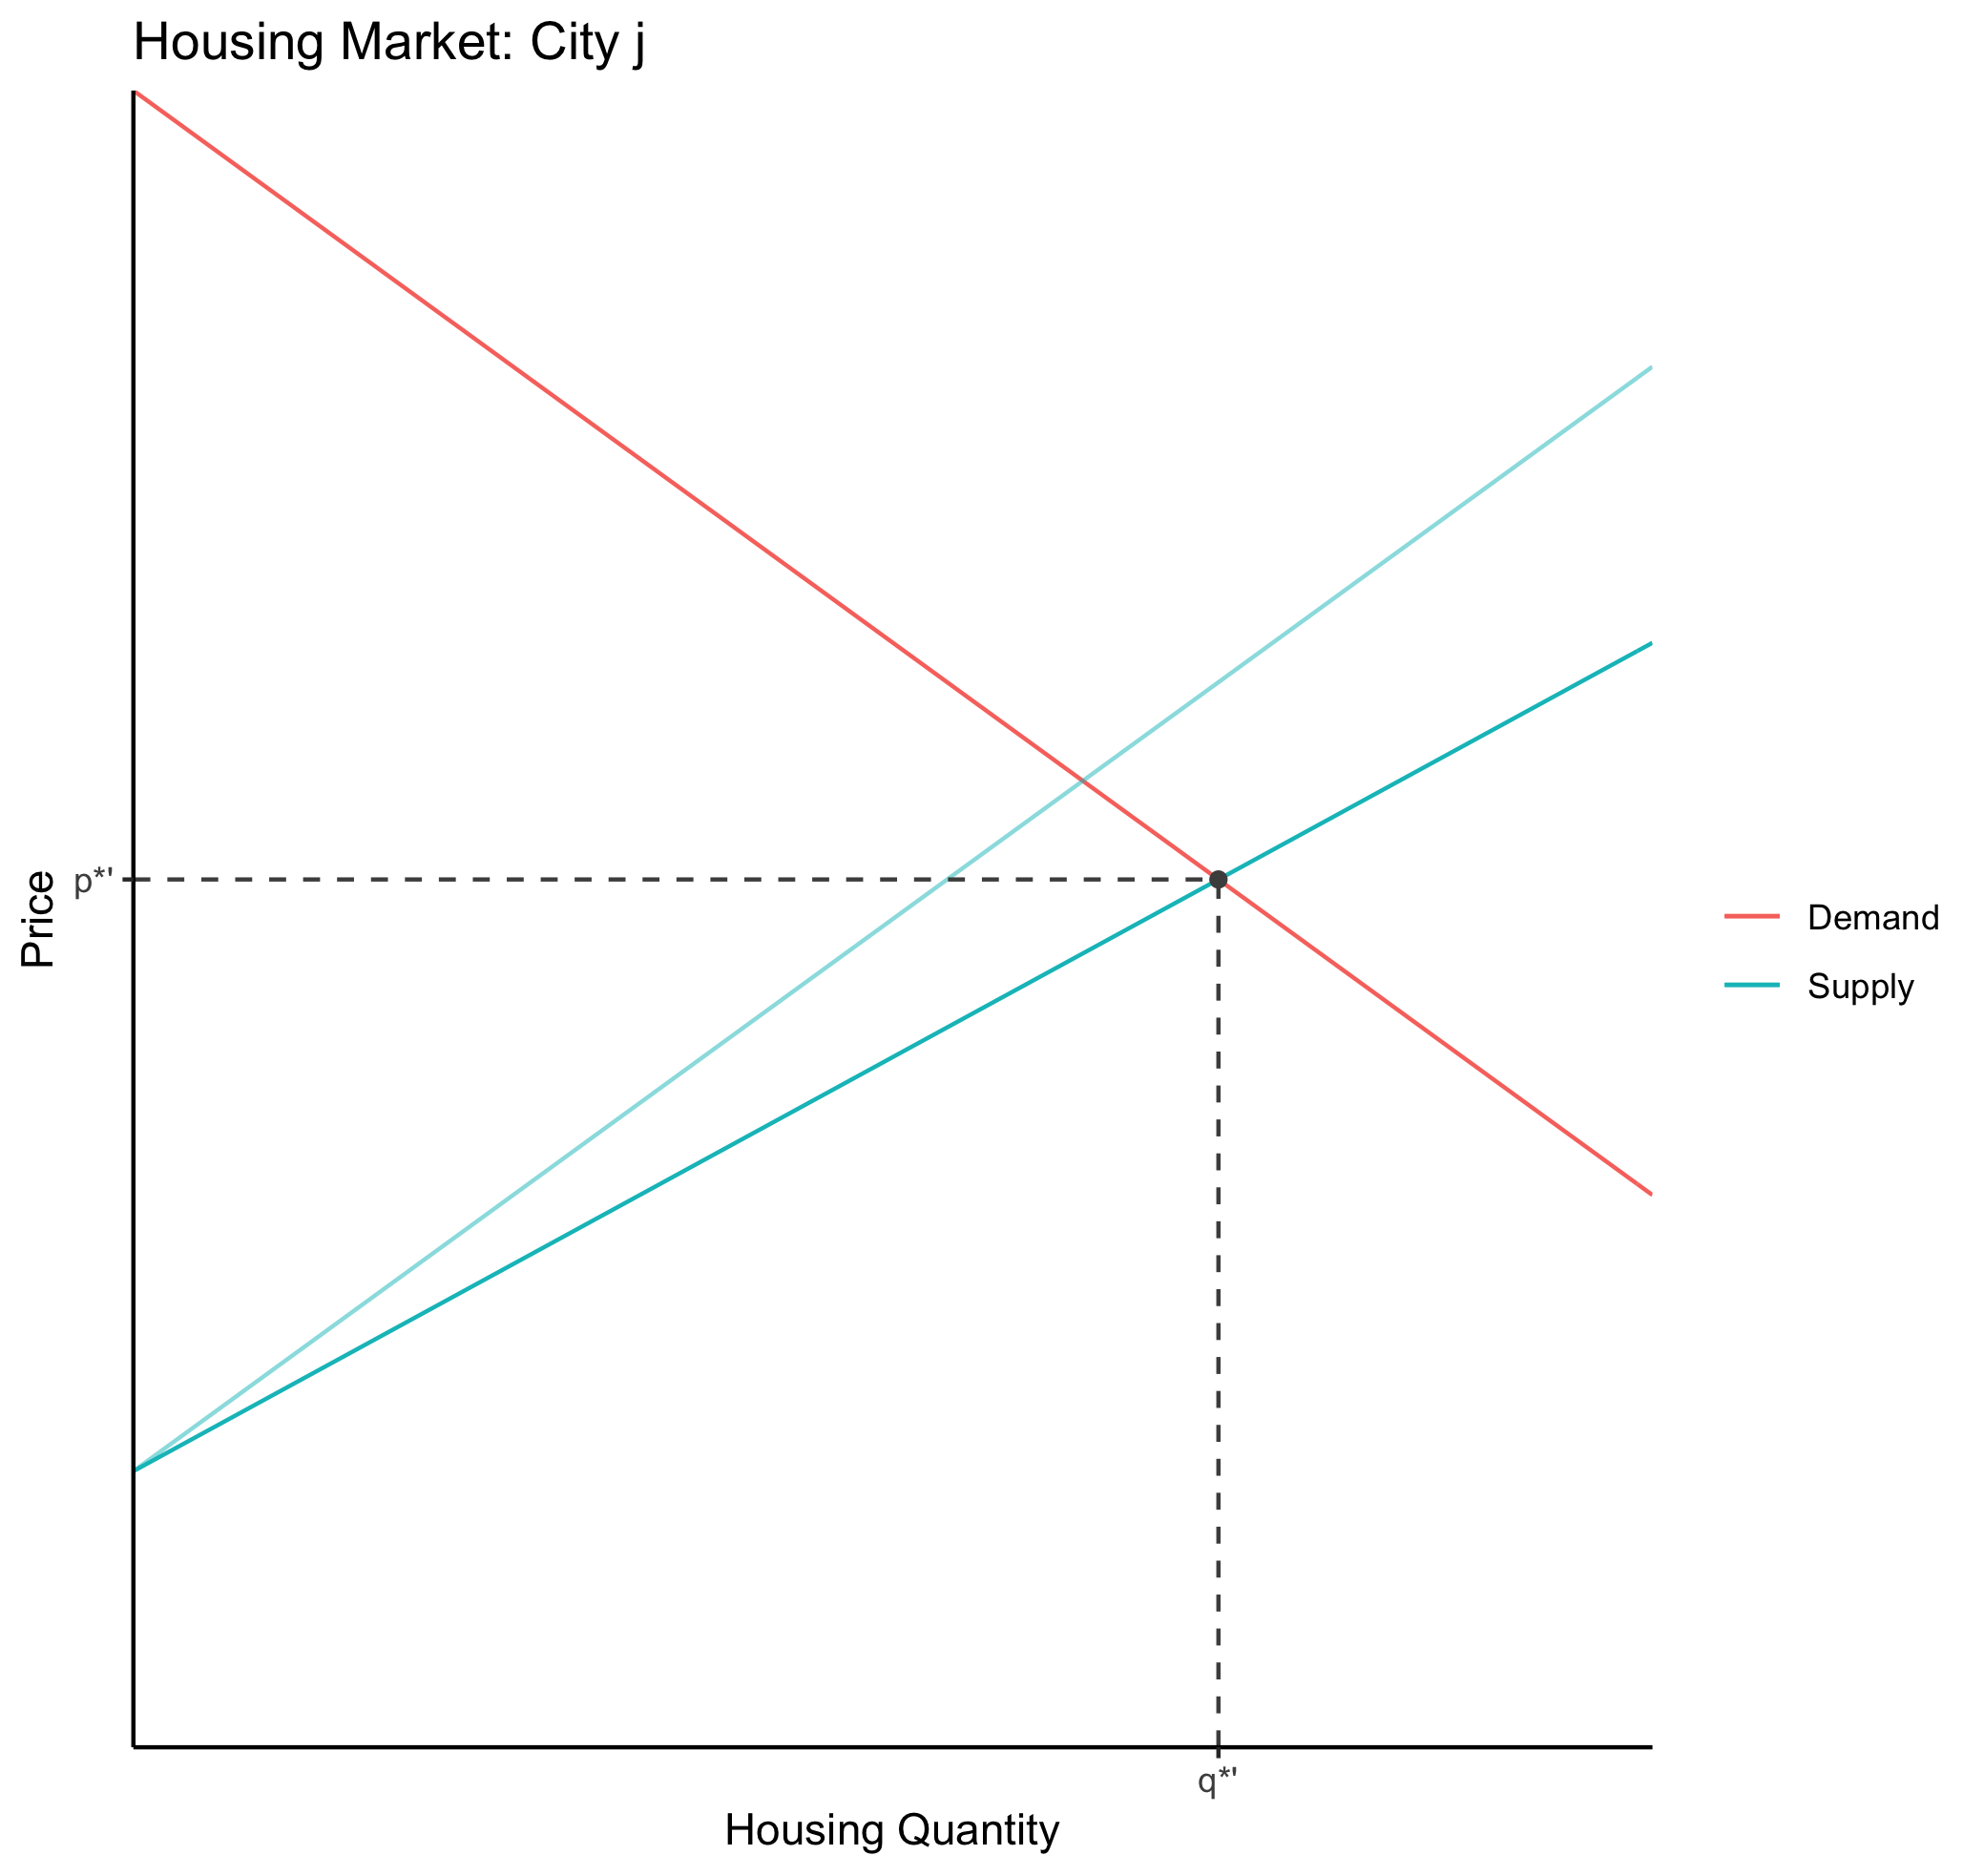 Housing Market: City j
Price
p*'
Demand
Supply
q*'
Housing Quantity